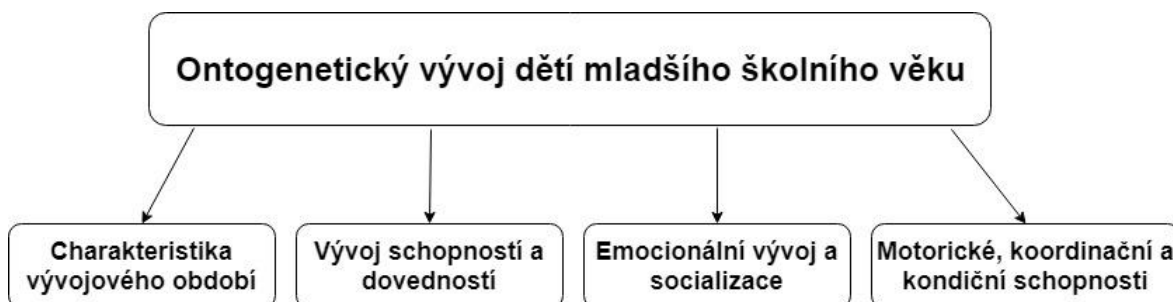 Ontogenetický vývoj dětí mladšího školního věku
Charakteristika
vývojového období
Vývoj schopností a
dovedností
Emocionální vývoj a
socializace
Motorické, koordinační a
kondiční schopnosti